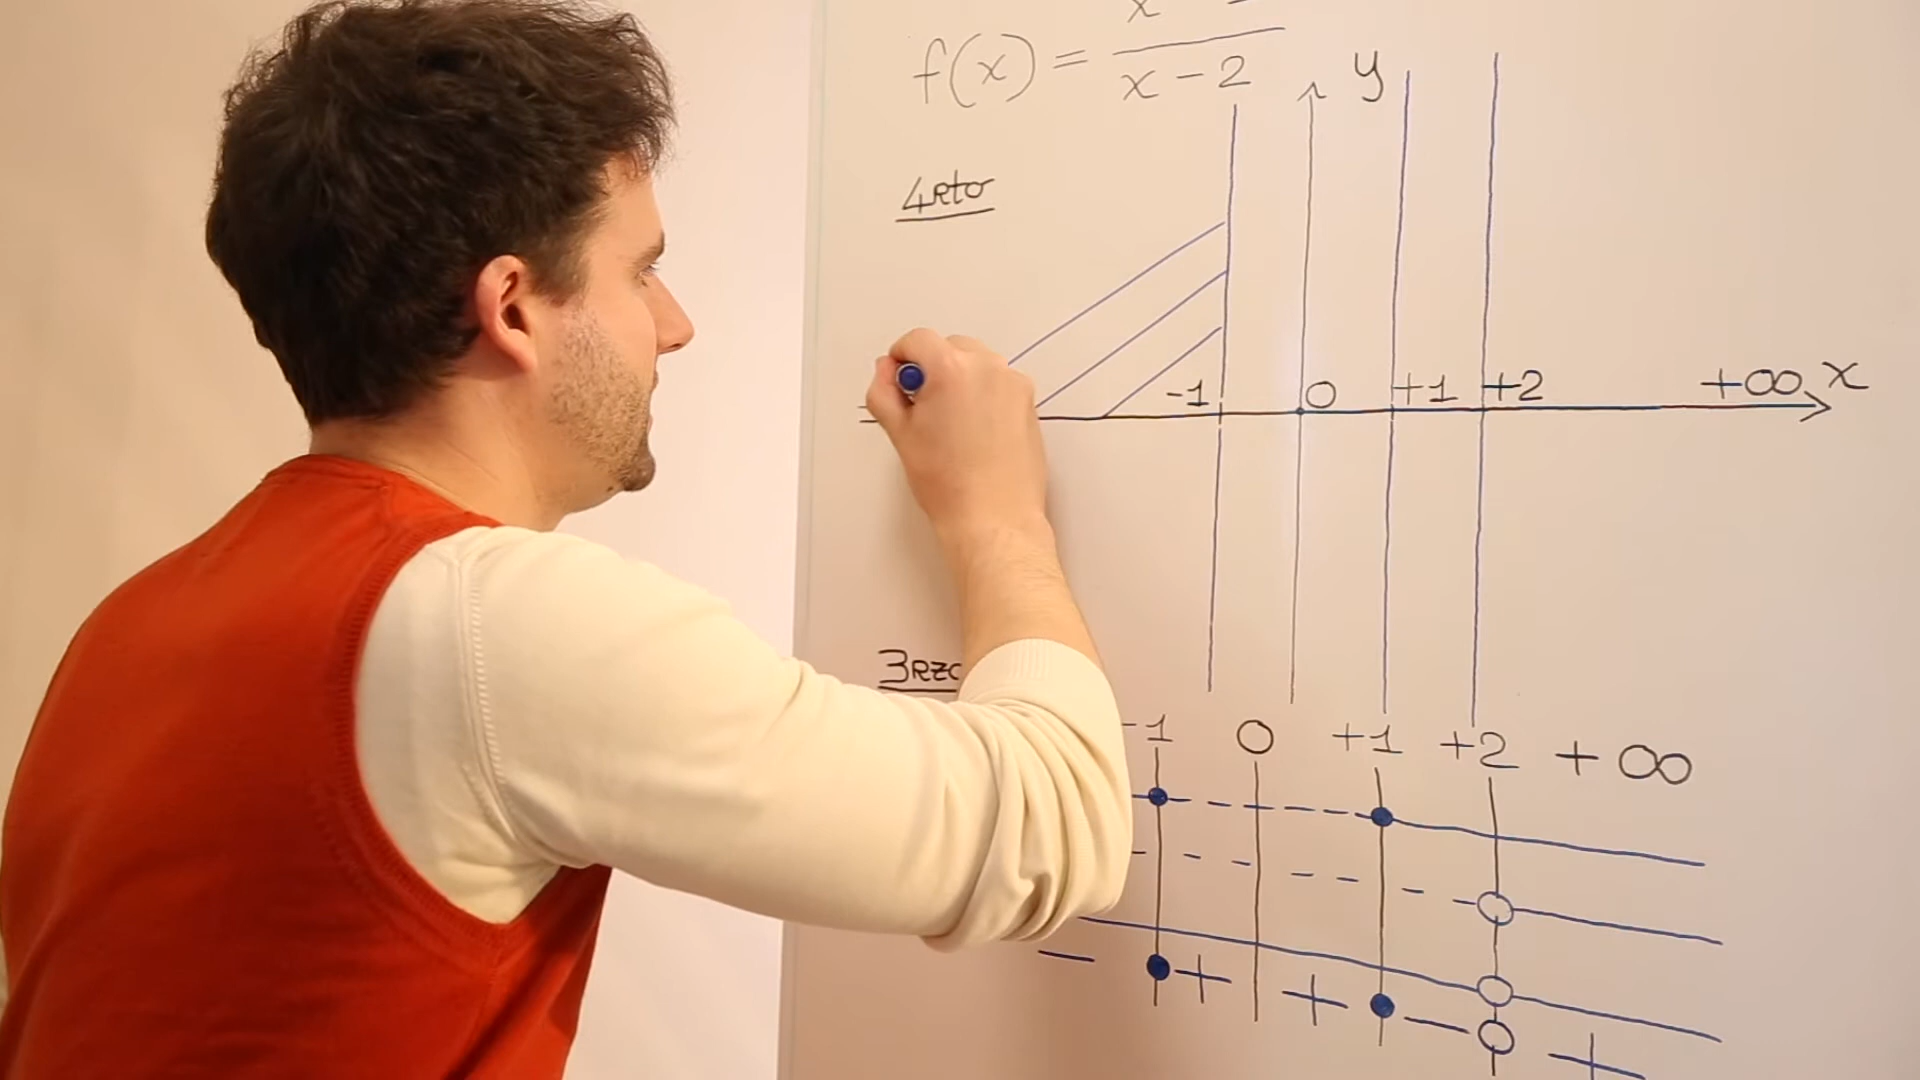 f(x) = x
x - 2
y
4RTO
-1 0 +1 +2 +∞ x
3RZO
-1 0 +1 +2 +∞
- + + - +